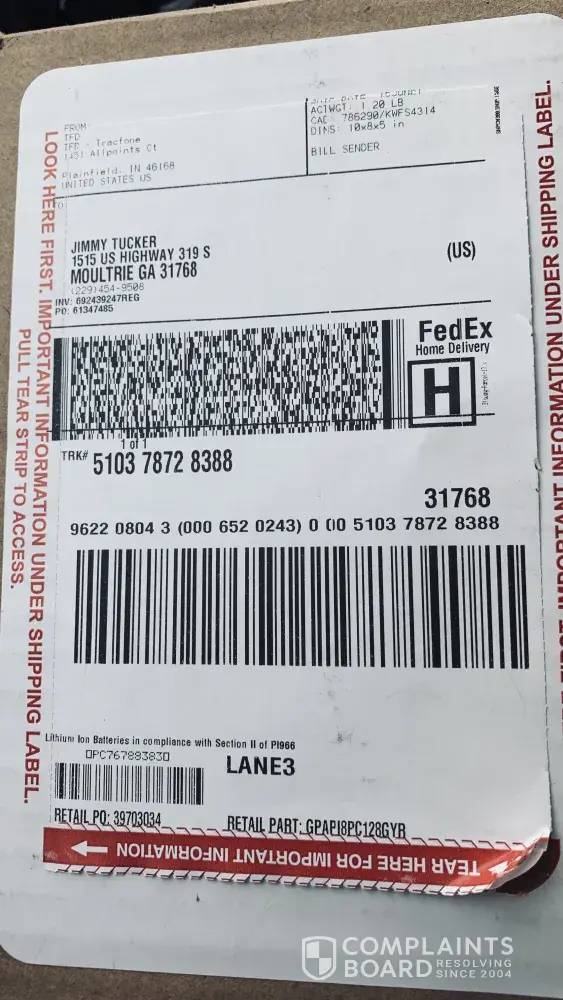 FROM:
TFD
TFD - Tracfone
1451 Allpoints Ct
Plainfield, IN 46168
UNITED STATES US
ACTWGT: 1.20 LB
CAD: 786290/KWFS4314
DIMS: 10x8x5 in
BILL SENDER
TO
JIMMY TUCKER
1515 US HIGHWAY 319 S
MOULTRIE GA 31768
(229)454-9508
INV: 692439247REG
PO: 61347485
(US)
FedEx
Home Delivery
H
1 of 1
TRK# 5103 7872 8388
31768
9622 0804 3 (000 652 0243) 0 00 5103 7872 8388
Lithium Ion Batteries in compliance with Section II of PI966
LANE3
RETAIL PO: 39703034
RETAIL PART: GPAPI8PC128GYR
TEAR HERE FOR IMPORTANT INFORMATION
LOOK HERE FIRST. IMPORTANT INFORMATION UNDER SHIPPING LABEL.
PULL TEAR STRIP TO ACCESS.
FIRST. IMPORTANT INFORMATION UNDER SHIPPING LABEL.
COMPLAINTS
BOARD RESOLVING
SINCE 2004